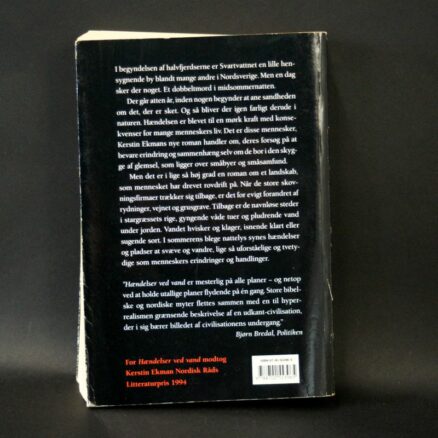 I begyndelsen af halvfjerdserne er Svartvattnet en lille hen-
sygnende by blandt mange andre i Nordsverige. Men en dag
sker der noget. Et dobbeltmord i midsommernatten.
Der går atten år, inden nogen begynder at ane sandheden
om det, der er sket. Og så bliver der igen farligt derude i
naturen. Hændelsen er blevet til en mørk kraft med konse-
kvenser for mange menneskers liv. Det er disse mennesker,
Kerstin Ekmans nye roman handler om, deres forsøg på at
bevare erindring og sammenhæng selv om de bor i den skyg-
ge af glemsel, som ligger over småbyer og småsamfund.
Men det er i lige så høj grad en roman om et landskab,
som mennesket har drevet rovdrift på. Når de store skov-
ningsfirmaer trækker sig tilbage, er det for evigt forandret af
rydninger, vejnet og grusgrave. Tilbage er de navnløse steder
i stargræssets rige, gyngende våde tuer og pludrende vand
under jorden. Vandet hvisker og klager, isnende klart eller
sugende sort. I sommerens blege nattelys synes hændelser
og pladser at svæve og vandre, lige så uforståelige og tvety-
dige som menneskers erindringer og handlinger.
"Hændelser ved vand er mesterlig på alle planer – og netop
ved at holde utallige planer flydende på én gang. Store bibel-
ske og nordiske myter flettes sammen med en til hyper-
realismen grænsende beskrivelse af en udkant-civilisation,
der i sig bærer billedet af civilisationens undergang"
Bjørn Bredal, Politiken
For Hændelser ved vand modtog
Kerstin Ekman Nordisk Råds
Litteraturpris 1994